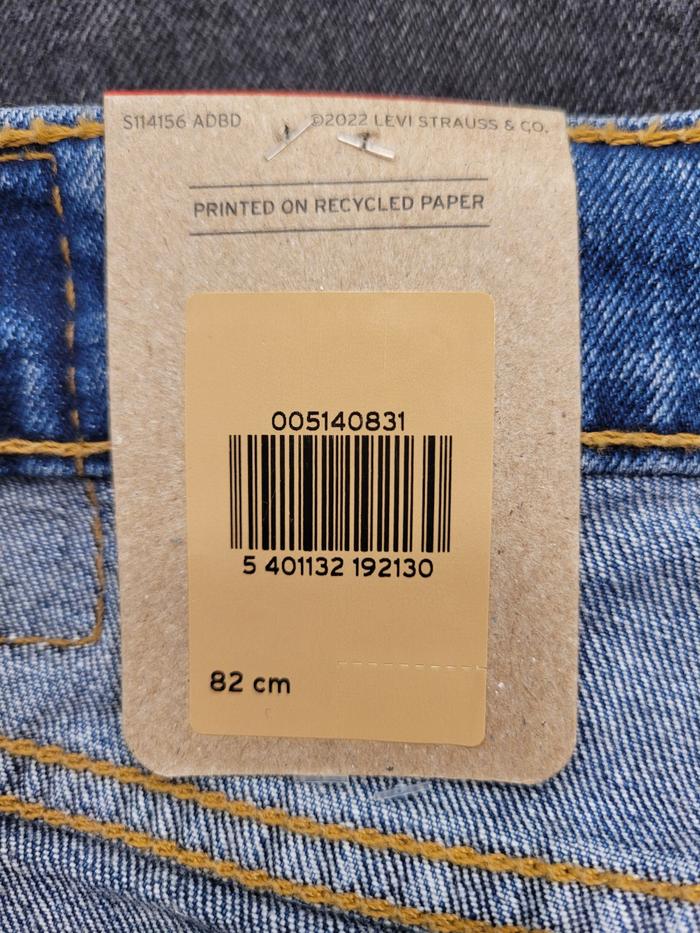 S114156 ADBD ©2022 LEVI STRAUSS & CO.
PRINTED ON RECYCLED PAPER
005140831
5 401132 192130
82 cm